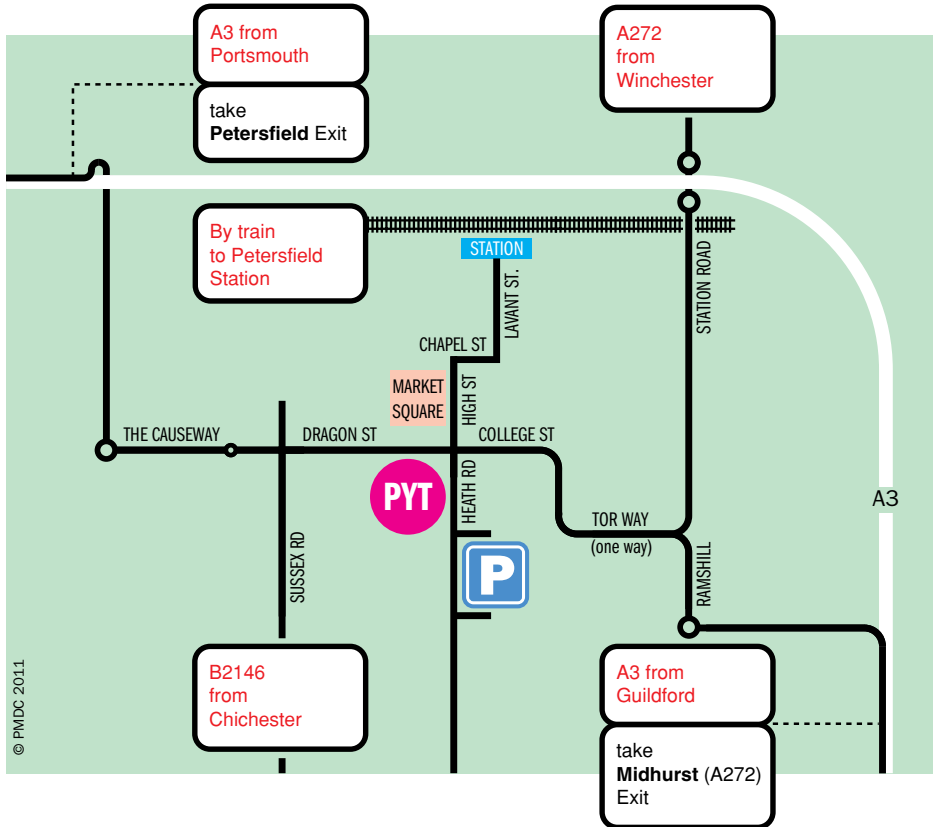 A3 from
Portsmouth
take
Petersfield Exit
A272
from
Winchester
By train
to Petersfield
Station
STATION
LAVANT ST.
STATION ROAD
CHAPEL ST
MARKET
SQUARE
HIGH ST
THE CAUSEWAY
DRAGON ST
COLLEGE ST
PYT
HEATH RD
A3
TOR WAY
(one way)
P
SUSSEX RD
RAMSHILL
B2146
from
Chichester
A3 from
Guildford
take
Midhurst (A272)
Exit
© PMDC 2011